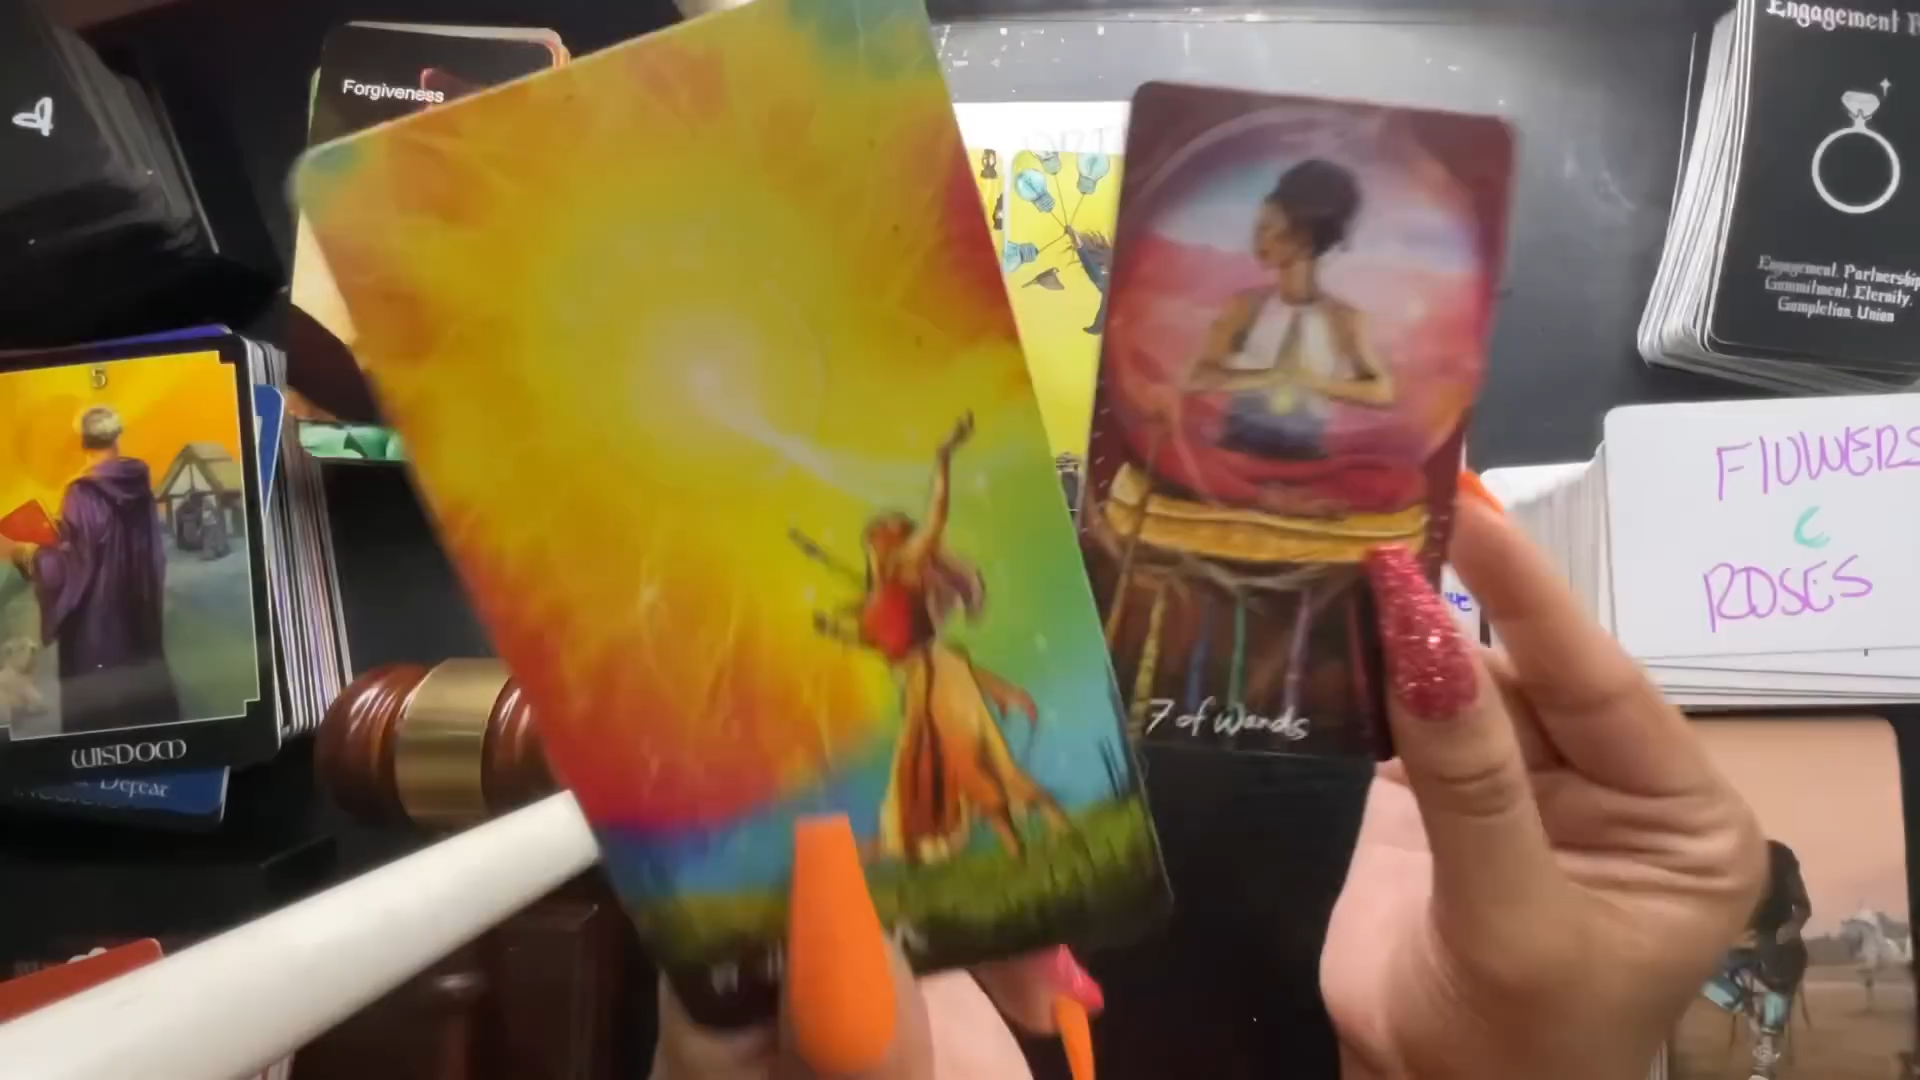 Forgiveness
Engagement
Engagement, Partnership
Commitment, Eternity,
Completion, Union
5
WISDOM
Defeat
7 of Wands
FLOWERS
C
ROSES